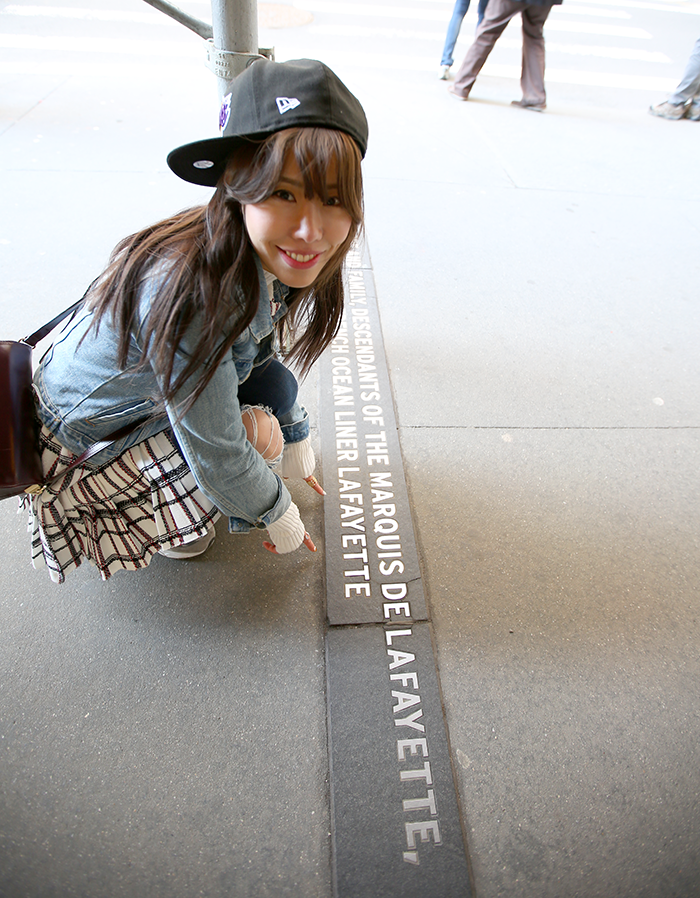 FAMILY, DESCENDANTS OF THE MARQUIS DE LAFAYETTE,
OCEAN LINER LAFAYETTE